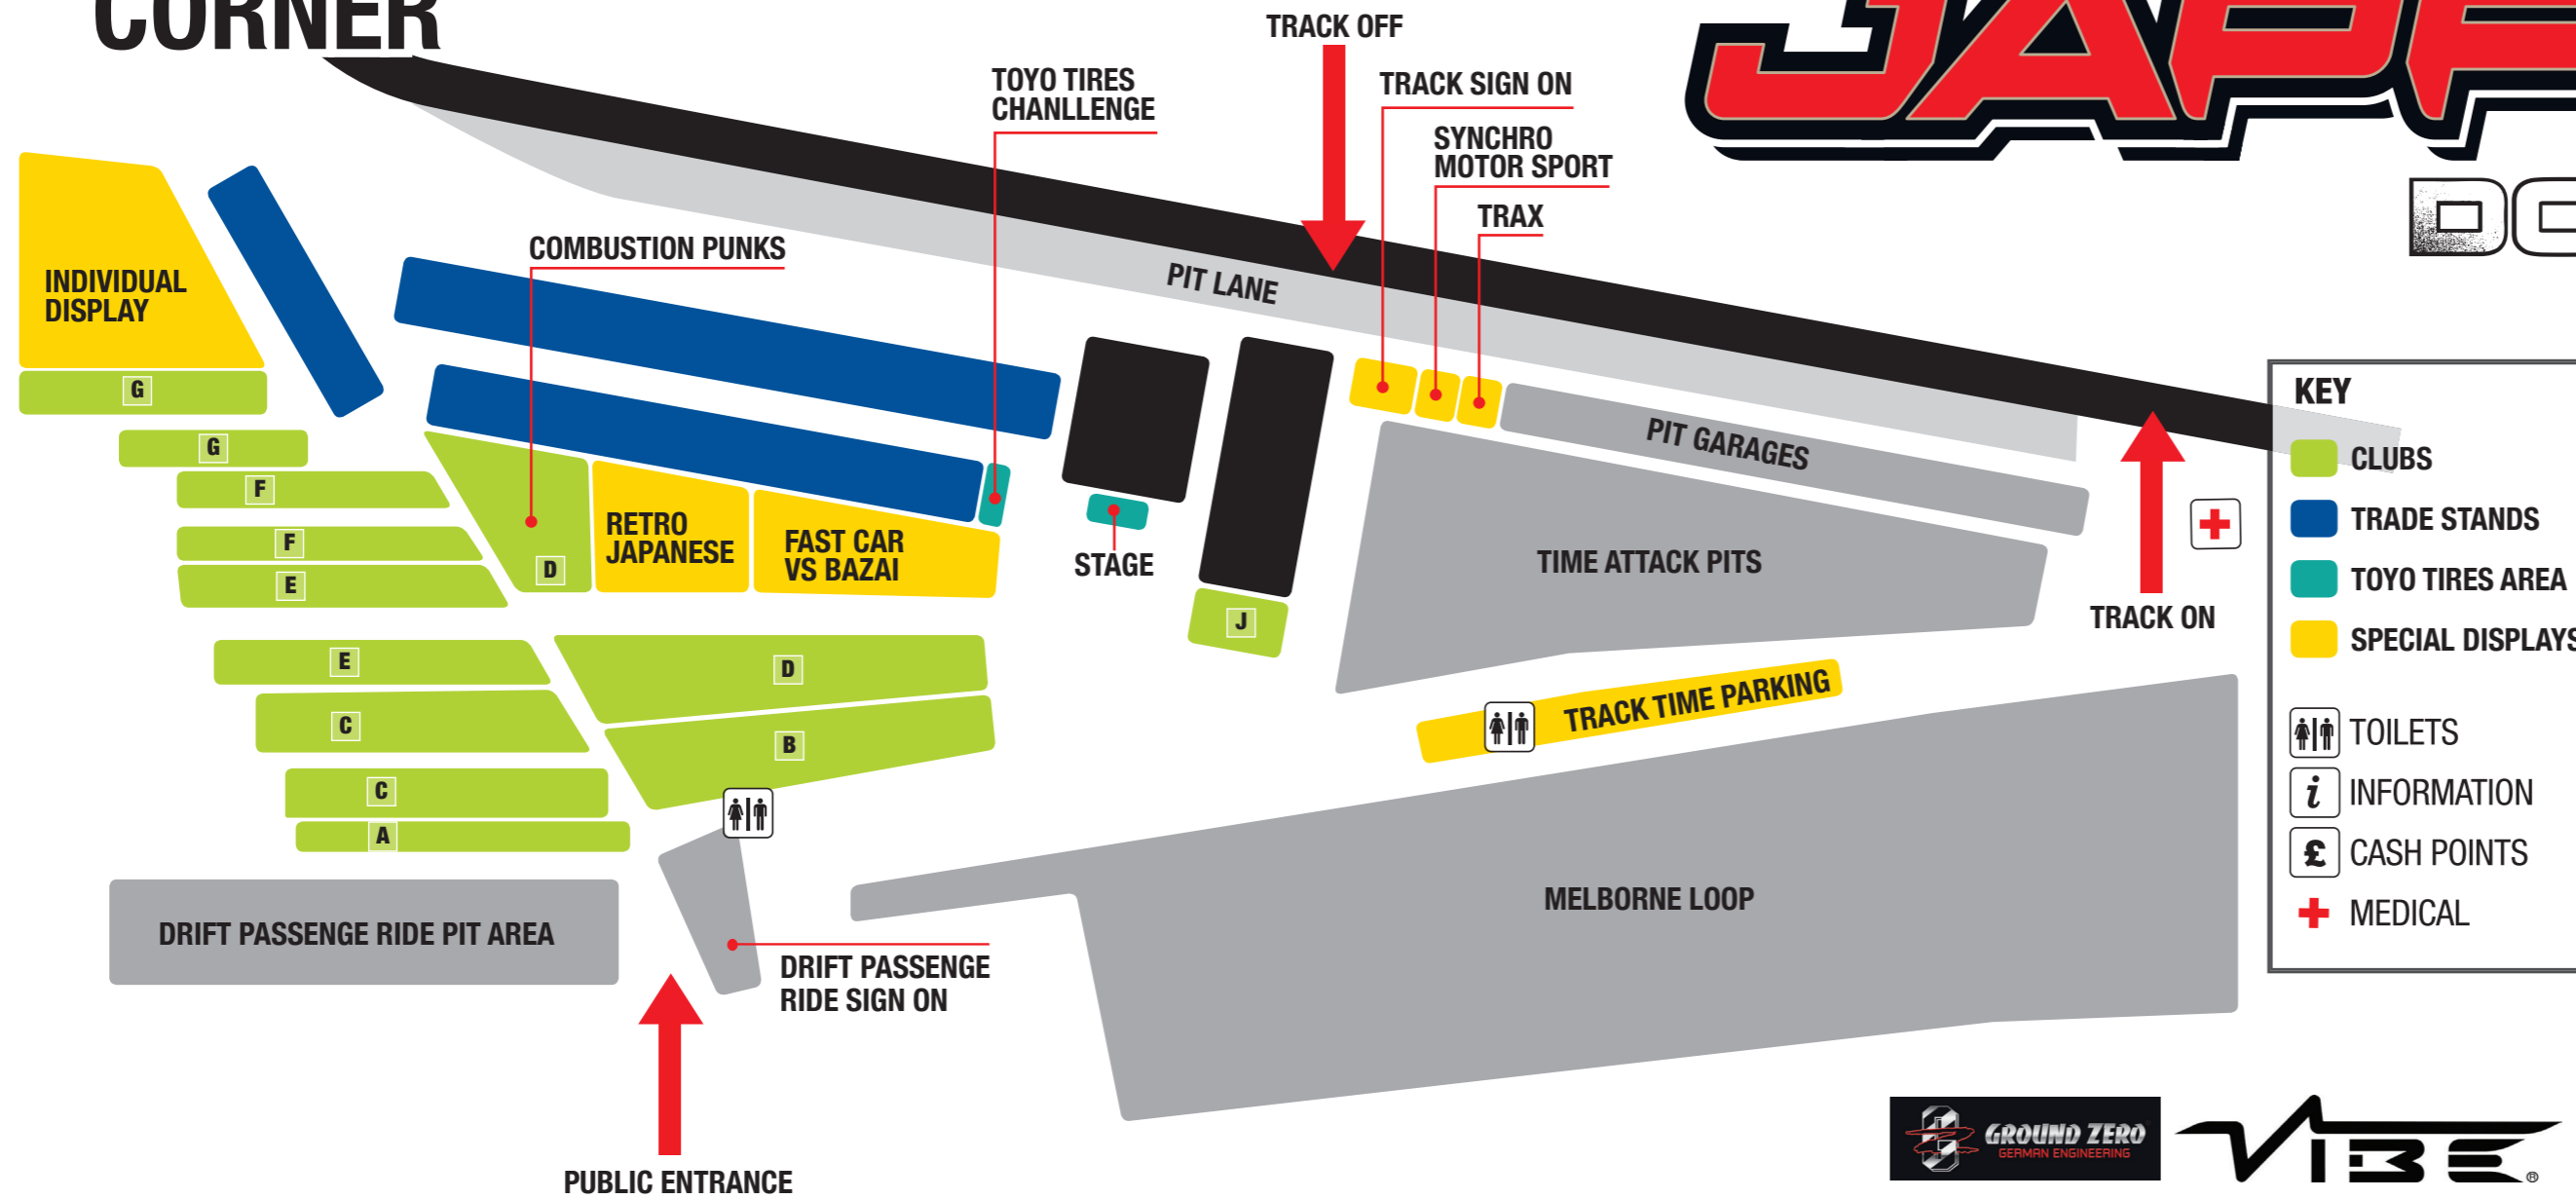 CORNER
TRACK OFF
TOYO TIRES
CHANLLENGE
TRACK SIGN ON
SYNCHRO
MOTOR SPORT
TRAX
COMBUSTION PUNKS
PIT LANE
INDIVIDUAL
DISPLAY
G
G
F
F
E
D
RETRO
JAPANESE
FAST CAR
VS BAZAI
STAGE
J
PIT GARAGES
TIME ATTACK PITS
TRACK ON
E
D
C
B
C
A
TRACK TIME PARKING
DRIFT PASSENGE RIDE PIT AREA
DRIFT PASSENGE
RIDE SIGN ON
MELBORNE LOOP
PUBLIC ENTRANCE
KEY
CLUBS
TRADE STANDS
TOYO TIRES AREA
SPECIAL DISPLAYS
TOILETS
i INFORMATION
£ CASH POINTS
MEDICAL
GROUND ZERO
GERMAN ENGINEERING
VIBE®